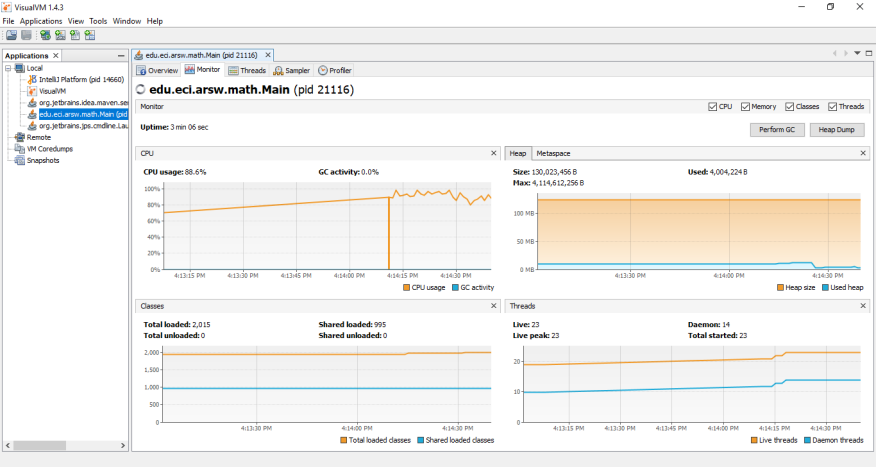 VisualVM 1.4.3
File Applications View Tools Window Help
Applications
Local
IntelliJ Platform (pid 14660)
VisualVM
org.jetbrains.idea.maven.se
edu.eci.arsw.math.Main (pid
org.jetbrains.jps.cmdline.Lau
Remote
VM Coredumps
Snapshots
edu.eci.arsw.math.Main (pid 21116)
Overview Monitor Threads Sampler Profiler
edu.eci.arsw.math.Main (pid 21116)
Monitor CPU Memory Classes Threads
Uptime: 3 min 06 sec
Perform GC Heap Dump
CPU
CPU usage: 88.6% GC activity: 0.0%
100%
80%
60%
40%
20%
0%
4:13:15 PM 4:13:30 PM 4:13:45 PM 4:14:00 PM 4:14:15 PM 4:14:30 PM
CPU usage GC activity
Heap Metaspace
Size: 130,023,456 B Used: 4,004,224 B
Max: 4,114,612,256 B
100 MB
50 MB
0 MB
4:13:30 PM 4:14:00 PM 4:14:30 PM
Heap size Used heap
Classes
Total loaded: 2,015 Shared loaded: 995
Total unloaded: 0 Shared unloaded: 0
2.000
1.500
1.000
500
0
4:13:30 PM 4:14:00 PM 4:14:30 PM
Total loaded classes Shared loaded classes
Threads
Live: 23 Daemon: 14
Live peak: 23 Total started: 23
20
10
0
4:13:15 PM 4:13:30 PM 4:13:45 PM 4:14:00 PM 4:14:15 PM 4:14:30 PM
Live threads Daemon threads